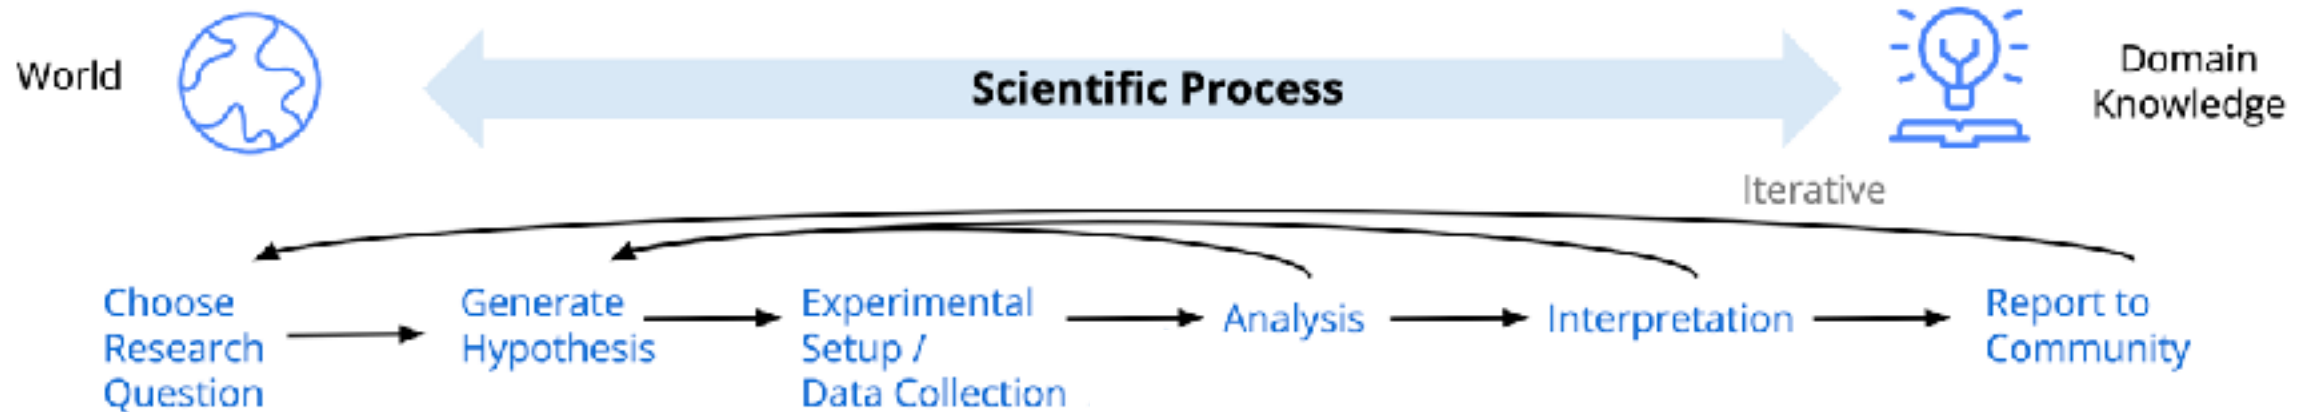 World
Scientific Process
Domain
Knowledge
Iterative
Choose
Research
Question
Generate
Hypothesis
Experimental
Setup /
Data Collection
Analysis
Interpretation
Report to
Community